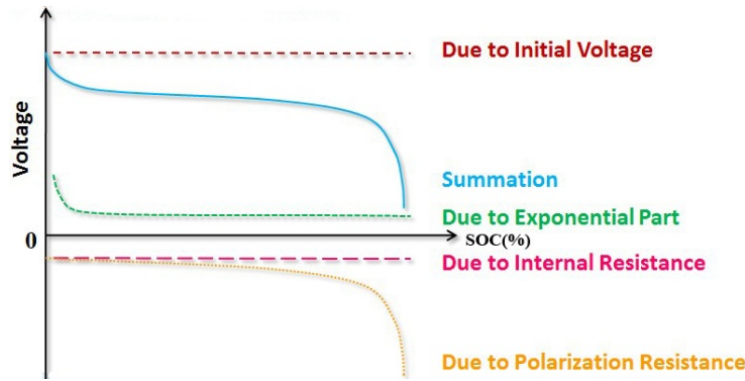 Due to Initial Voltage
Voltage
Summation
Due to Exponential Part
0
SOC(%)
Due to Internal Resistance
Due to Polarization Resistance